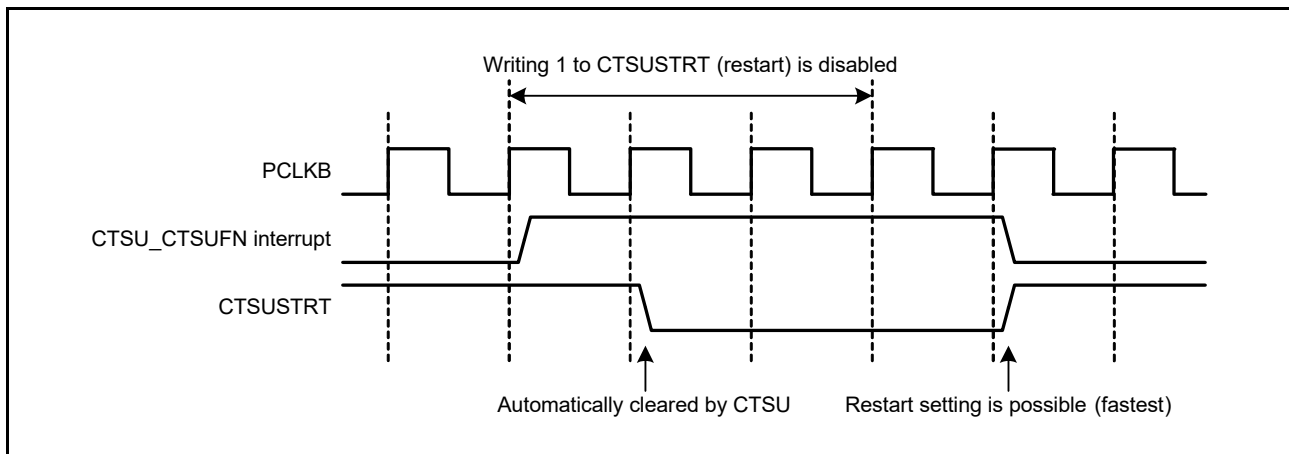 Writing 1 to CTSUSTRT (restart) is disabled
PCLKB
CTSU_CTSUFN interrupt
CTSUSTRT
Automatically cleared by CTSU
Restart setting is possible (fastest)